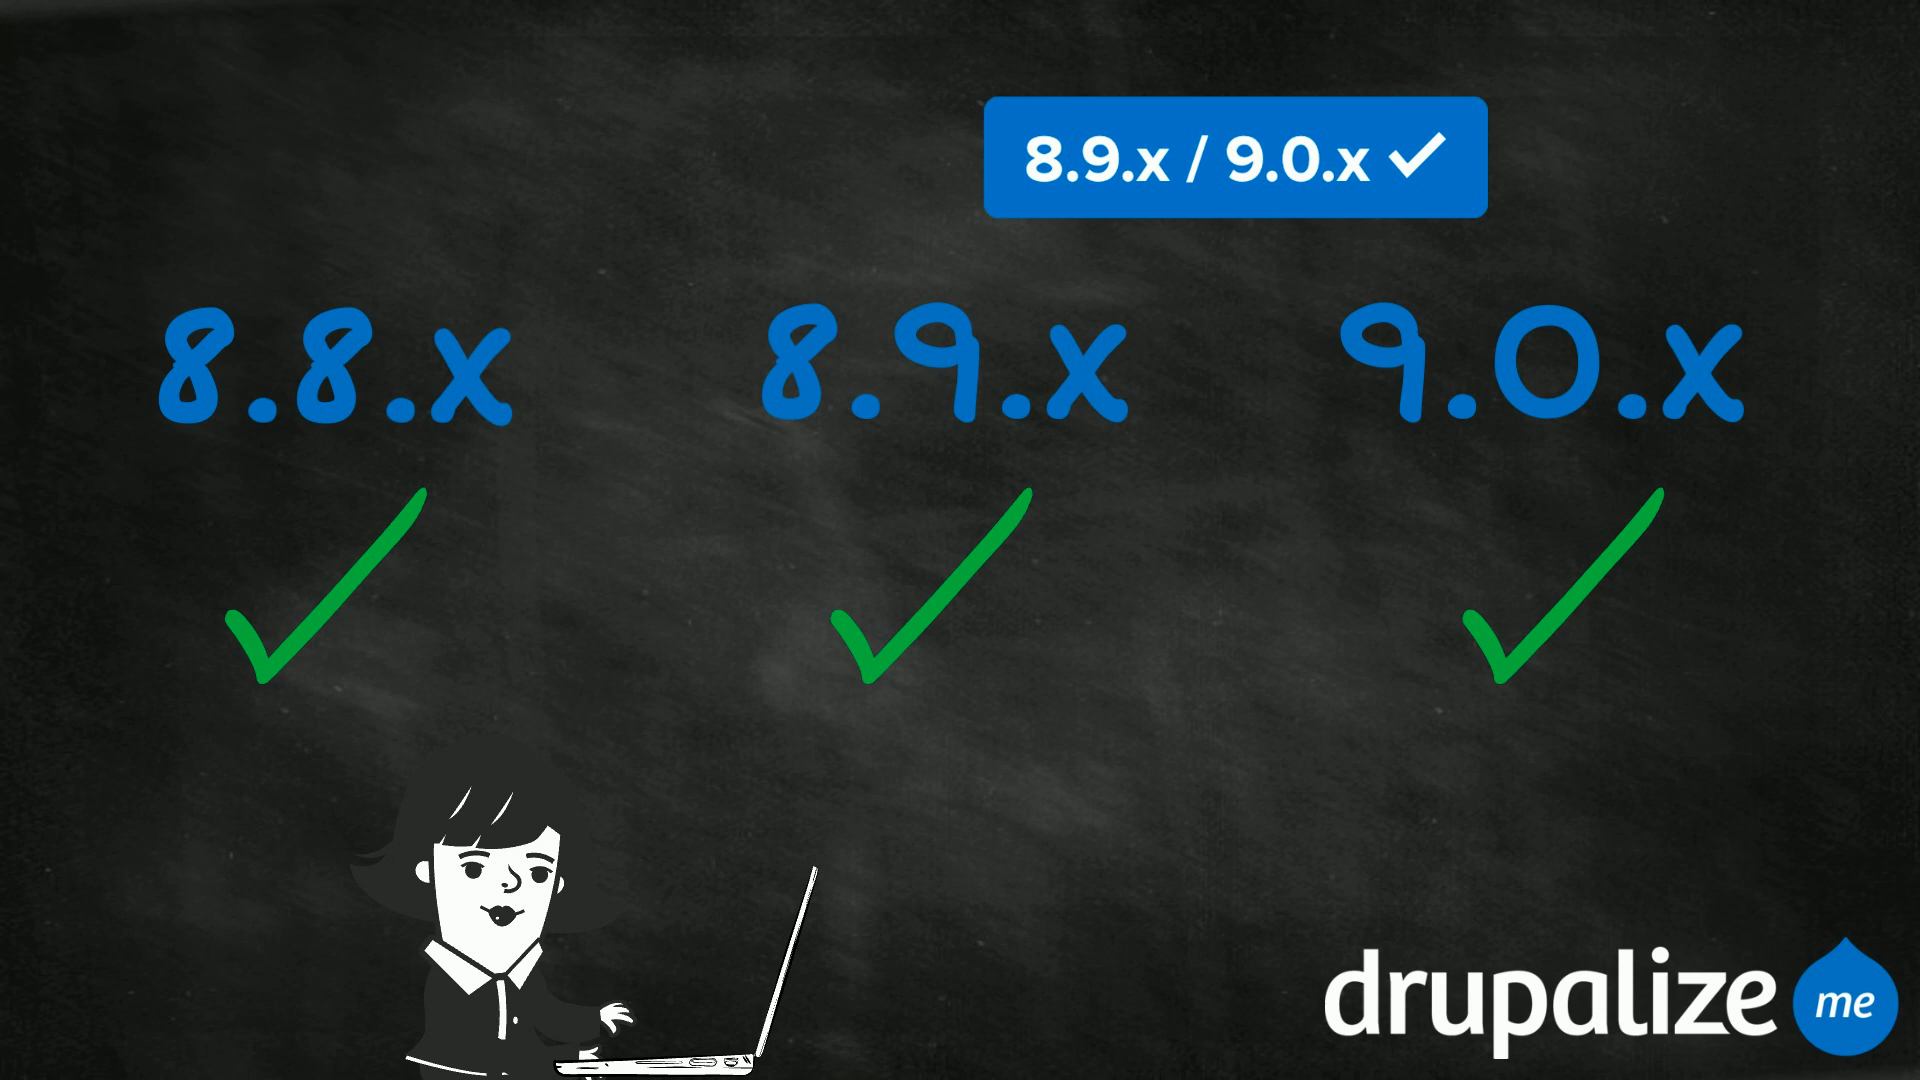 8.9.x / 9.0.x ✓
8.8.x 8.9.x 9.0.x
drupalize me